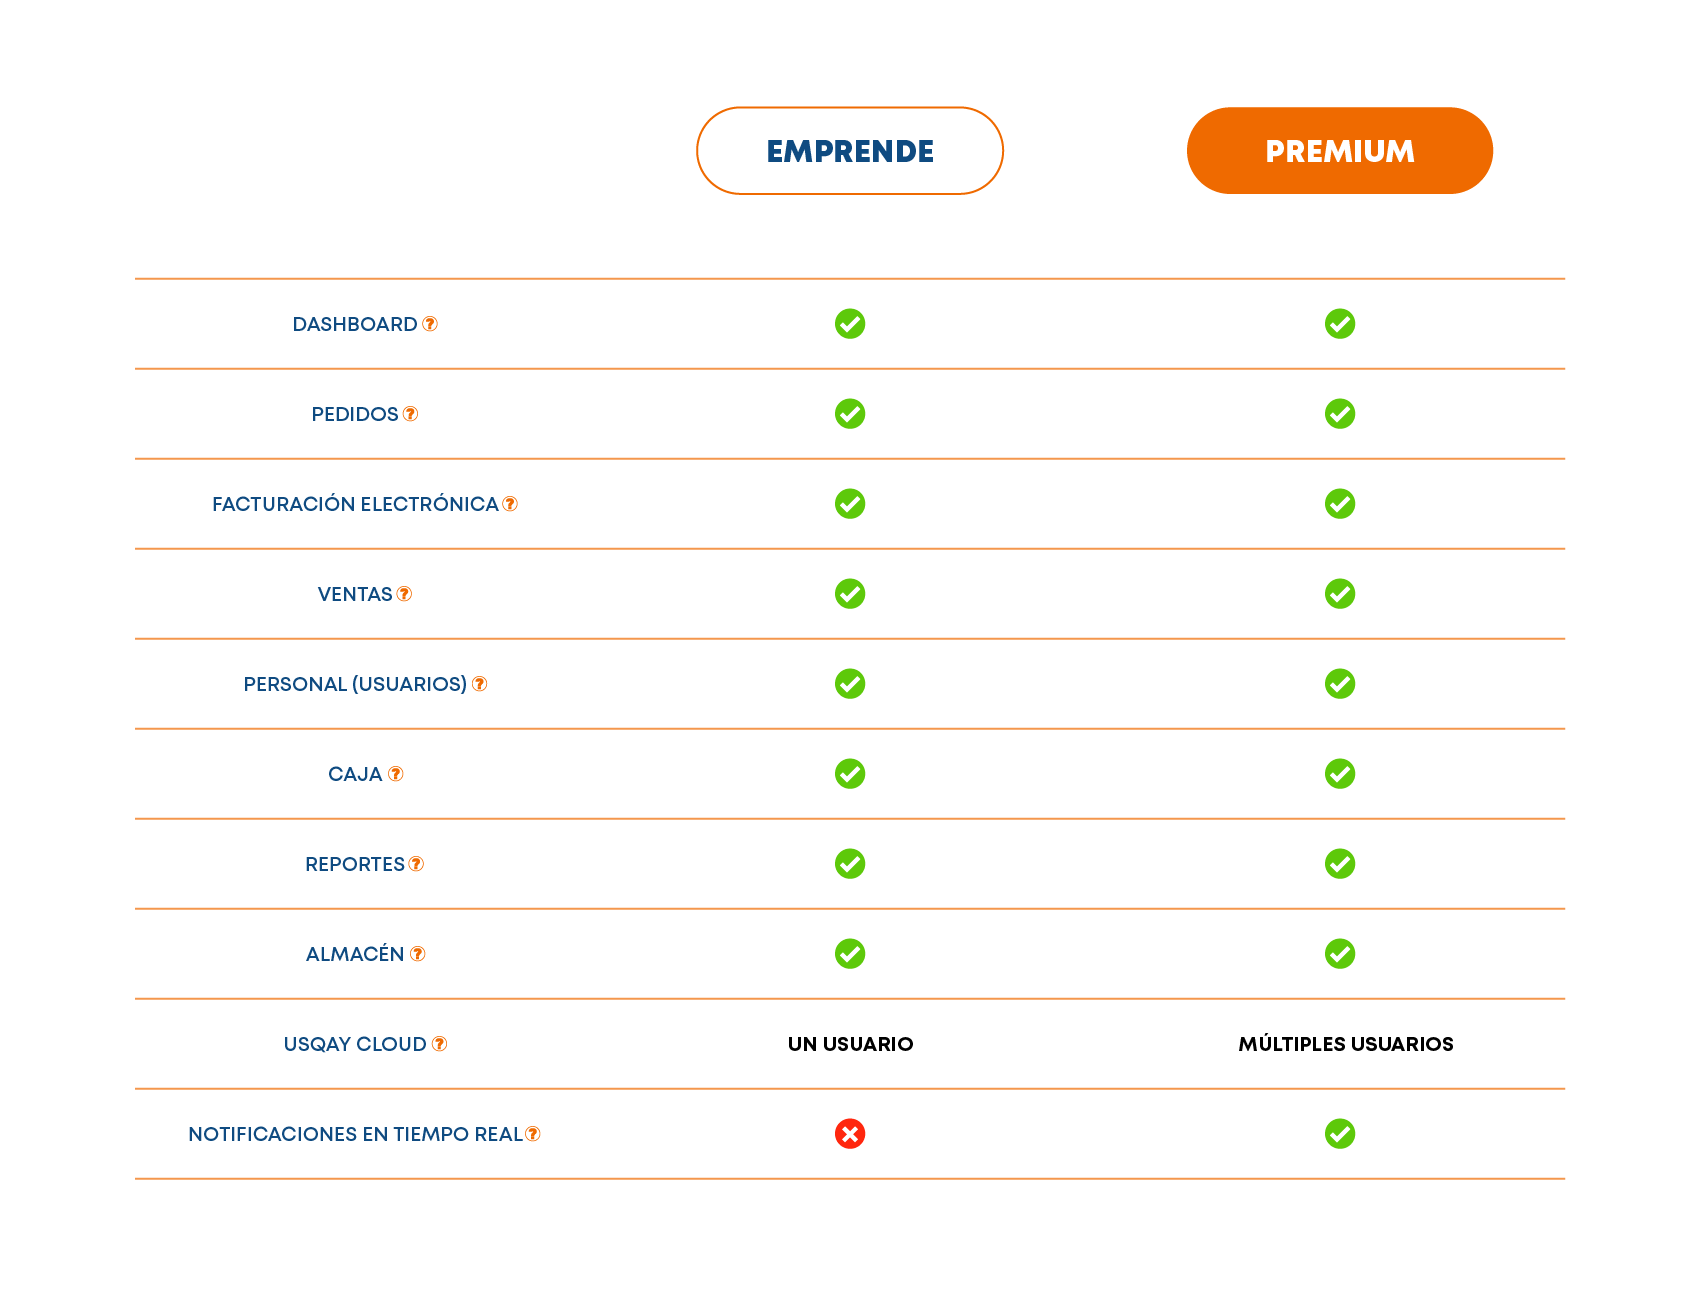 EMPRENDE PREMIUM
DASHBOARD ?
PEDIDOS ?
FACTURACIÓN ELECTRÓNICA ?
VENTAS ?
PERSONAL (USUARIOS) ?
CAJA ?
REPORTES ?
ALMACÉN ?
USQAY CLOUD ? UN USUARIO MÚLTIPLES USUARIOS
NOTIFICACIONES EN TIEMPO REAL ?